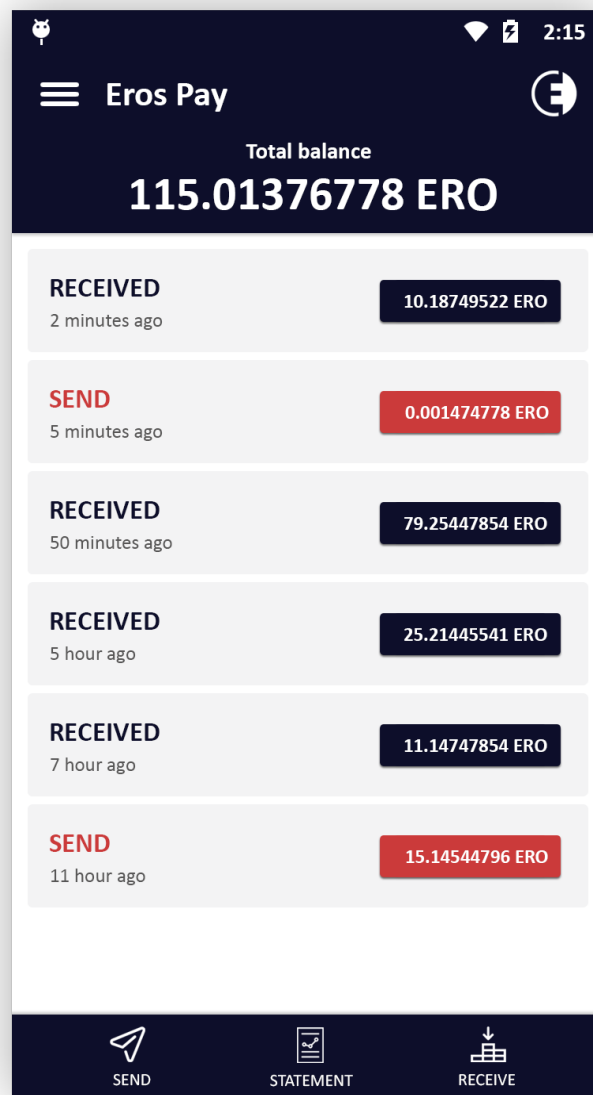 2:15
Eros Pay
Total balance
115.01376778 ERO
RECEIVED
10.18749522 ERO
2 minutes ago
SEND
0.001474778 ERO
5 minutes ago
RECEIVED
79.25447854 ERO
50 minutes ago
RECEIVED
25.21445541 ERO
5 hour ago
RECEIVED
11.14747854 ERO
7 hour ago
SEND
15.14544796 ERO
11 hour ago
SEND
STATEMENT
RECEIVE